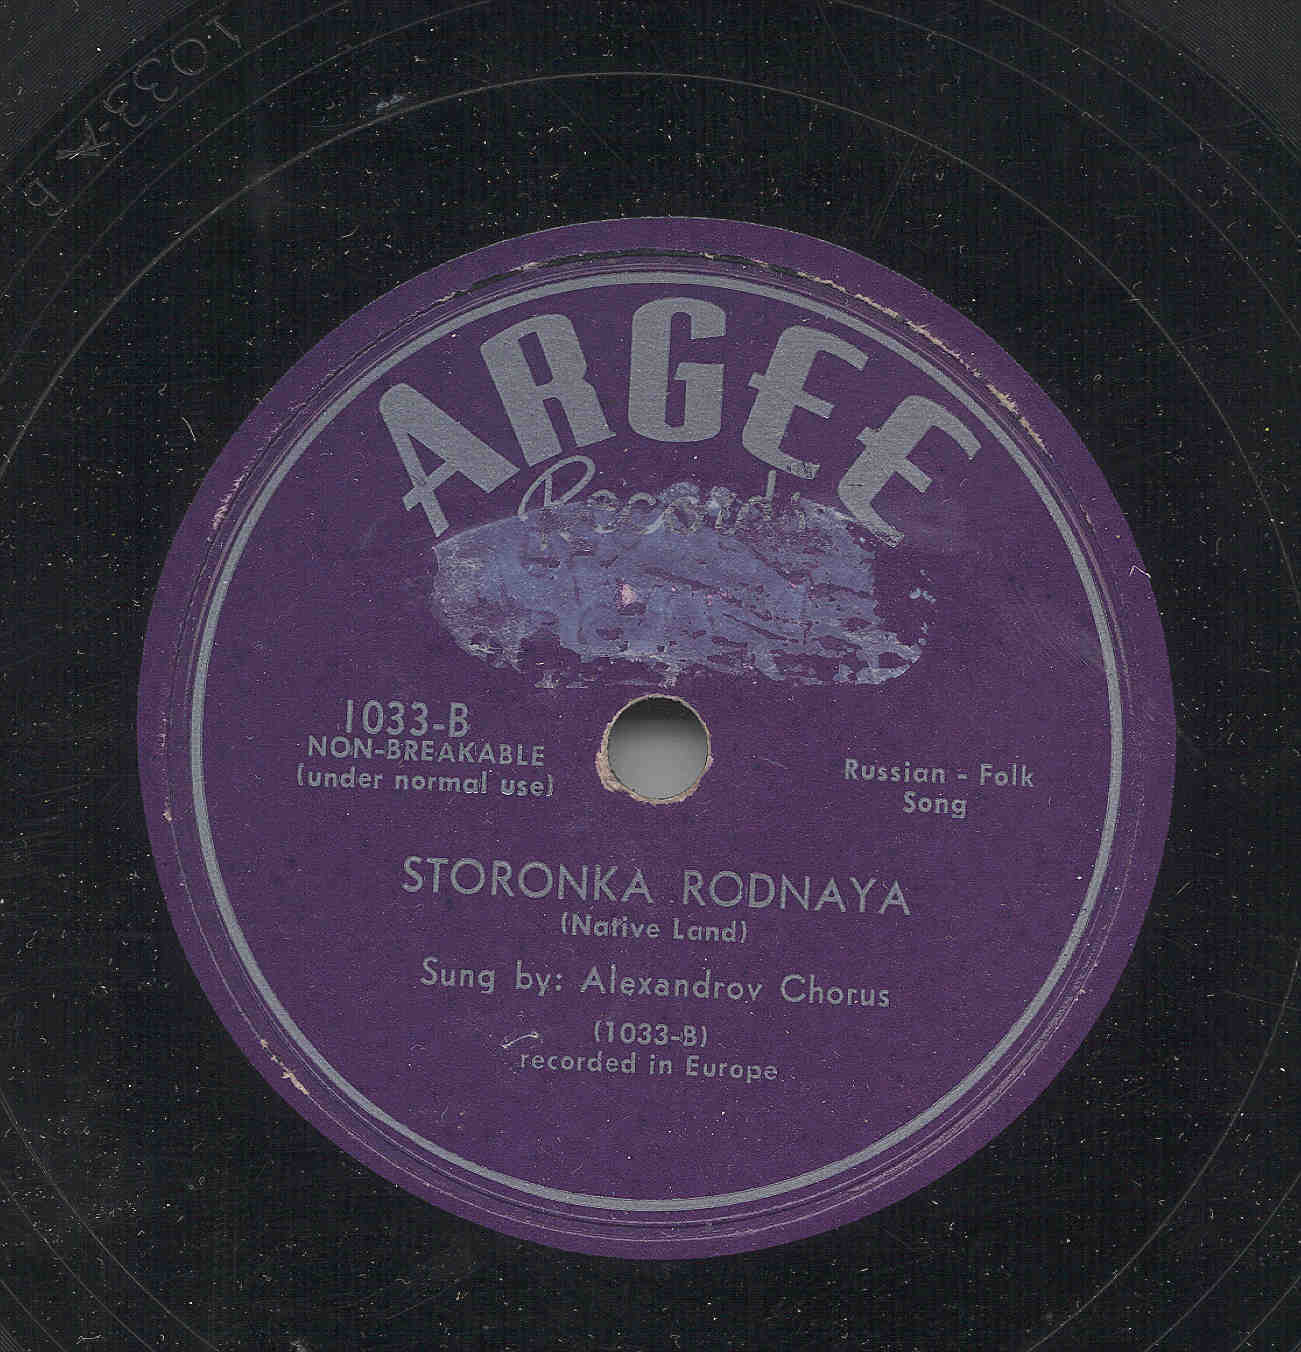 1033-A
B
ARGEE
Records
1033-B
NON-BREAKABLE
(under normal use)
Russian - Folk
Song
STORONKA RODNAYA
(Native Land)
Sung by: Alexandrov Chorus
(1033-B)
recorded in Europe